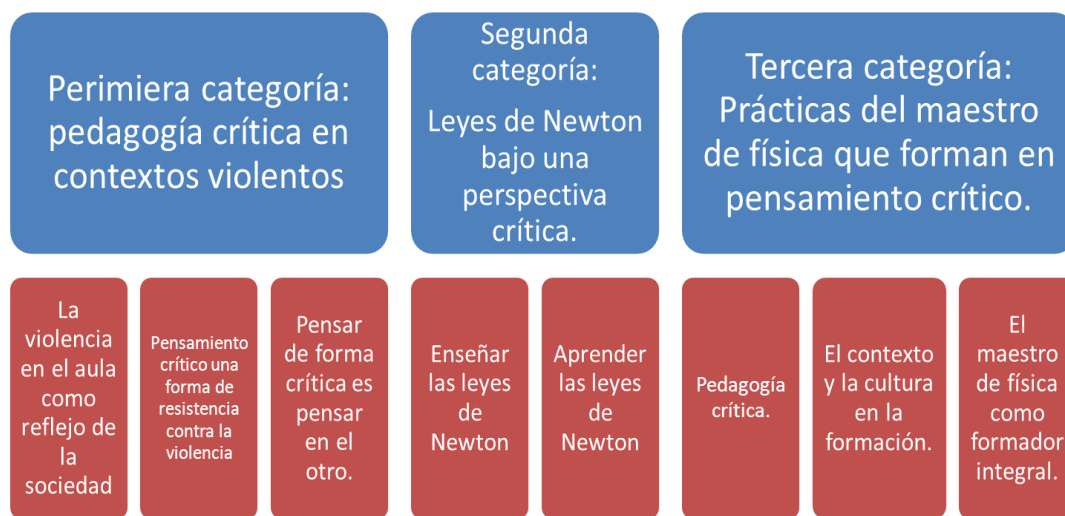 Perimiera categoría:
pedagogía crítica en
contextos violentos
Segunda
categoría:
Leyes de Newton
bajo una
perspectiva
crítica.
Tercera categoría:
Prácticas del maestro
de física que forman en
pensamiento crítico.
La
violencia
en el aula
como
reflejo de
la
sociedad
Pensamiento
crítico una
forma de
resistencia
contra la
violencia
Pensar
de forma
crítica es
pensar
en el
otro.
Enseñar
las leyes
de
Newton
Aprender
las leyes
de
Newton
Pedagogía
crítica.
El contexto
y la cultura
en la
formación.
El
maestro
de física
como
formador
integral.